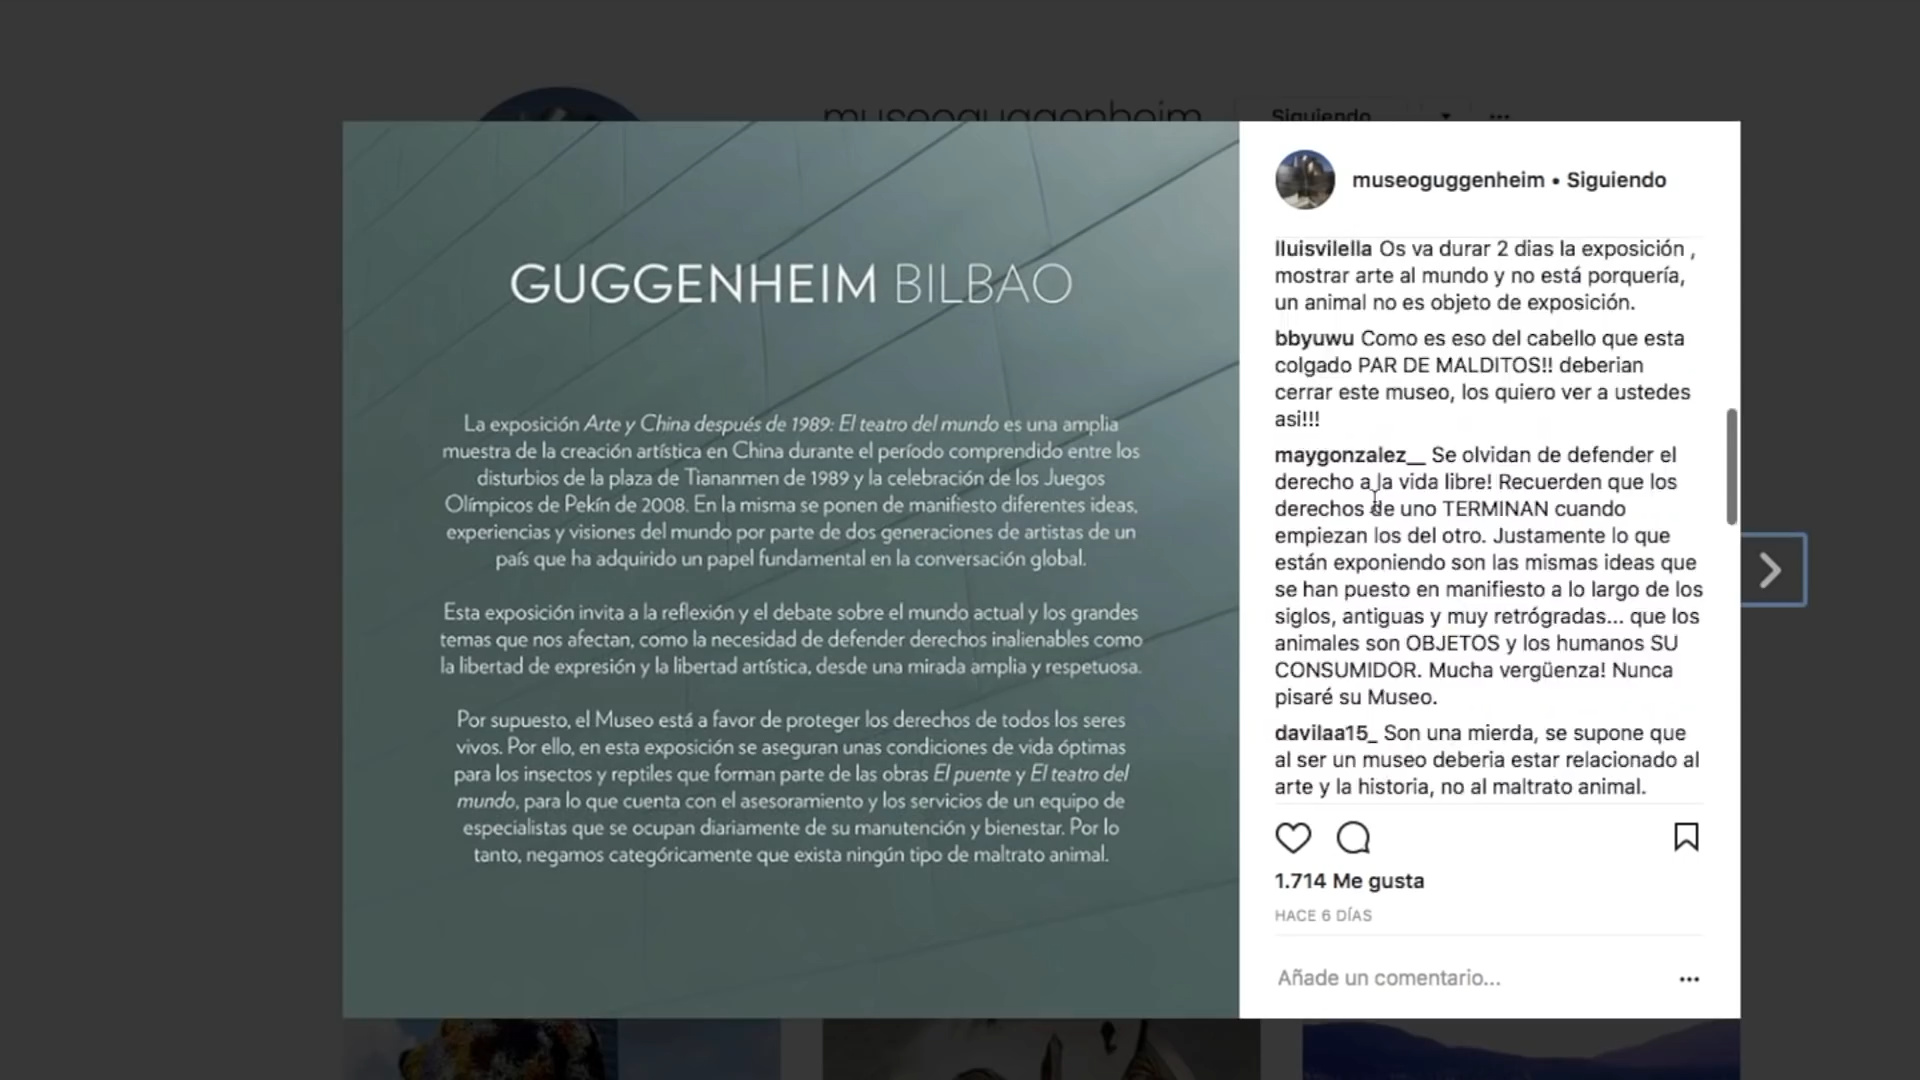 museoguggenheim Siguiendo
GUGGENHEIM BILBAO
La exposición Arte y China después de 1989: El teatro del mundo es una amplia
muestra de la creación artística en China durante el período comprendido entre los
disturbios de la plaza de Tiananmen de 1989 y la celebración de los Juegos
Olímpicos de Pekín de 2008. En la misma se ponen de manifiesto diferentes ideas,
experiencias y visiones del mundo por parte de dos generaciones de artistas de un
país que ha adquirido un papel fundamental en la conversación global.
Esta exposición invita a la reflexión y el debate sobre el mundo actual y los grandes
temas que nos afectan, como la necesidad de defender derechos inalienables como
la libertad de expresión y la libertad artística, desde una mirada amplia y respetuosa.
Por supuesto, el Museo está a favor de proteger los derechos de todos los seres
vivos. Por ello, en esta exposición se aseguran unas condiciones de vida óptimas
para los insectos y reptiles que forman parte de las obras El puente y El teatro del
mundo, para lo que cuenta con el asesoramiento y los servicios de un equipo de
especialistas que se ocupan diariamente de su manutención y bienestar. Por lo
tanto, negamos categóricamente que exista ningún tipo de maltrato animal.
museoguggenheim • Siguiendo
lluisvilella Os va durar 2 dias la exposición ,
mostrar arte al mundo y no está porquería,
un animal no es objeto de exposición.
bbyuwu Como es eso del cabello que esta
colgado PAR DE MALDITOS!! deberian
cerrar este museo, los quiero ver a ustedes
asi!!!
maygonzalez__ Se olvidan de defender el
derecho a la vida libre! Recuerden que los
derechos de uno TERMINAN cuando
empiezan los del otro. Justamente lo que
están exponiendo son las mismas ideas que
se han puesto en manifiesto a lo largo de los
siglos, antiguas y muy retrógradas... que los
animales son OBJETOS y los humanos SU
CONSUMIDOR. Mucha vergüenza! Nunca
pisaré su Museo.
davilaa15_ Son una mierda, se supone que
al ser un museo deberia estar relacionado al
arte y la historia, no al maltrato animal.
1.714 Me gusta
HACE 6 DÍAS
Añade un comentario...